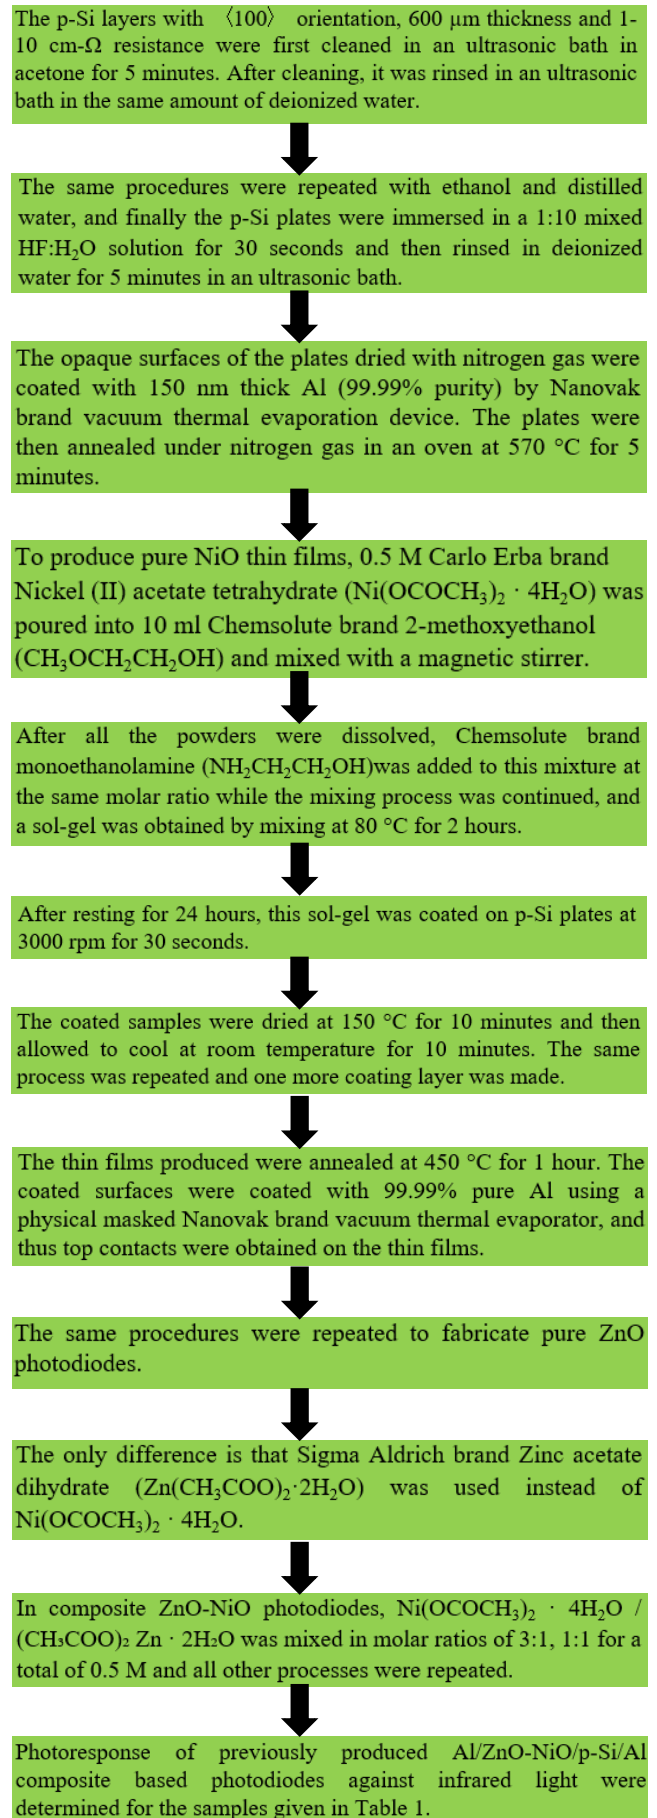 The p-Si layers with 〈100〉 orientation, 600 µm thickness and 1-
10 cm-Ω resistance were first cleaned in an ultrasonic bath in
acetone for 5 minutes. After cleaning, it was rinsed in an ultrasonic
bath in the same amount of deionized water.
The same procedures were repeated with ethanol and distilled
water, and finally the p-Si plates were immersed in a 1:10 mixed
HF:H₂O solution for 30 seconds and then rinsed in deionized
water for 5 minutes in an ultrasonic bath.
The opaque surfaces of the plates dried with nitrogen gas were
coated with 150 nm thick Al (99.99% purity) by Nanovak
brand vacuum thermal evaporation device. The plates were
then annealed under nitrogen gas in an oven at 570 °C for 5
minutes.
To produce pure NiO thin films, 0.5 M Carlo Erba brand
Nickel (II) acetate tetrahydrate (Ni(OCOCH₃)₂ · 4H₂O) was
poured into 10 ml Chemsolute brand 2-methoxyethanol
(CH₃OCH₂CH₂OH) and mixed with a magnetic stirrer.
After all the powders were dissolved, Chemsolute brand
monoethanolamine (NH₂CH₂CH₂OH)was added to this mixture at
the same molar ratio while the mixing process was continued, and
a sol-gel was obtained by mixing at 80 °C for 2 hours.
After resting for 24 hours, this sol-gel was coated on p-Si plates at
3000 rpm for 30 seconds.
The coated samples were dried at 150 °C for 10 minutes and then
allowed to cool at room temperature for 10 minutes. The same
process was repeated and one more coating layer was made.
The thin films produced were annealed at 450 °C for 1 hour. The
coated surfaces were coated with 99.99% pure Al using a
physical masked Nanovak brand vacuum thermal evaporator, and
thus top contacts were obtained on the thin films.
The same procedures were repeated to fabricate pure ZnO
photodiodes.
The only difference is that Sigma Aldrich brand Zinc acetate
dihydrate (Zn(CH₃COO)₂·2H₂O) was used instead of
Ni(OCOCH₃)₂ · 4H₂O.
In composite ZnO-NiO photodiodes, Ni(OCOCH₃)₂ · 4H₂O /
(CH₃COO)₂ Zn · 2H₂O was mixed in molar ratios of 3:1, 1:1 for a
total of 0.5 M and all other processes were repeated.
Photoresponse of previously produced Al/ZnO-NiO/p-Si/Al
composite based photodiodes against infrared light were
determined for the samples given in Table 1.